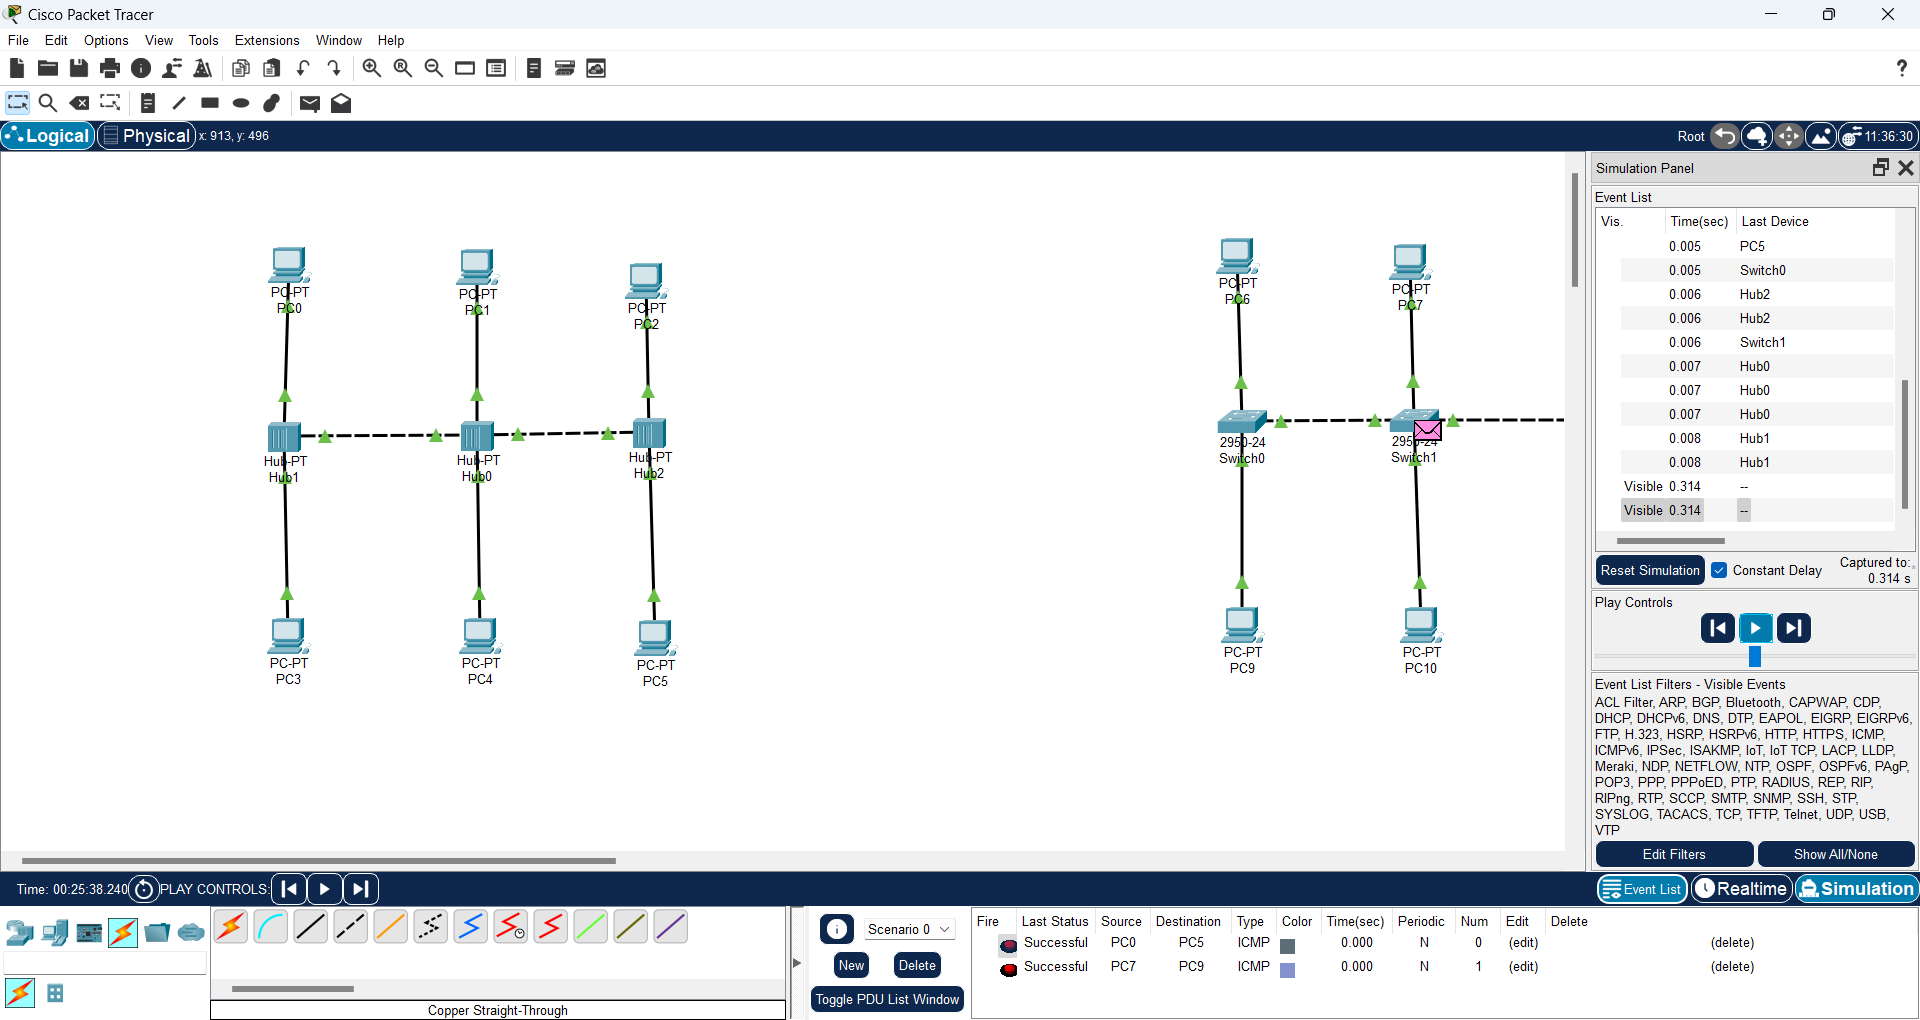 Cisco Packet Tracer
File Edit Options View Tools Extensions Window Help
Logical Physical x: 913, y: 496 Root 11:36:30
Simulation Panel
Event List
Vis. Time(sec) Last Device
0.005 PC5
0.005 Switch0
0.006 Hub2
0.006 Hub2
0.006 Switch1
0.007 Hub0
0.007 Hub0
0.007 Hub0
0.008 Hub1
0.008 Hub1
Visible 0.314 --
Visible 0.314 --
Reset Simulation Constant Delay Captured to:
0.314 s
Play Controls
Event List Filters - Visible Events
ACL Filter, ARP, BGP, Bluetooth, CAPWAP, CDP,
DHCP, DHCPv6, DNS, DTP, EAPOL, EIGRP, EIGRPv6,
FTP, H.323, HSRP, HSRPv6, HTTP, HTTPS, ICMP,
ICMPv6, IPSec, ISAKMP, IoT, IoT TCP, LACP, LLDP,
Meraki, NDP, NETFLOW, NTP, OSPF, OSPFv6, PAgP,
POP3, PPP, PPPoED, PTP, RADIUS, REP, RIP,
RIPng, RTP, SCCP, SMTP, SNMP, SSH, STP,
SYSLOG, TACACS, TCP, TFTP, Telnet, UDP, USB,
VTP
Edit Filters Show All/None
PC-PT
PC0
PC-PT
PC1
PC-PT
PC2
PC-PT
PC6
PC-PT
PC7
Hub-PT
Hub1
Hub-PT
Hub0
Hub-PT
Hub2
2950-24
Switch0
2950-24
Switch1
PC-PT
PC3
PC-PT
PC4
PC-PT
PC5
PC-PT
PC9
PC-PT
PC10
Time: 00:25:38.240 PLAY CONTROLS: Event List Realtime Simulation
Copper Straight-Through
Scenario 0
New Delete
Toggle PDU List Window
Fire Last Status Source Destination Type Color Time(sec) Periodic Num Edit Delete
Successful PC0 PC5 ICMP 0.000 N 0 (edit) (delete)
Successful PC7 PC9 ICMP 0.000 N 1 (edit) (delete)